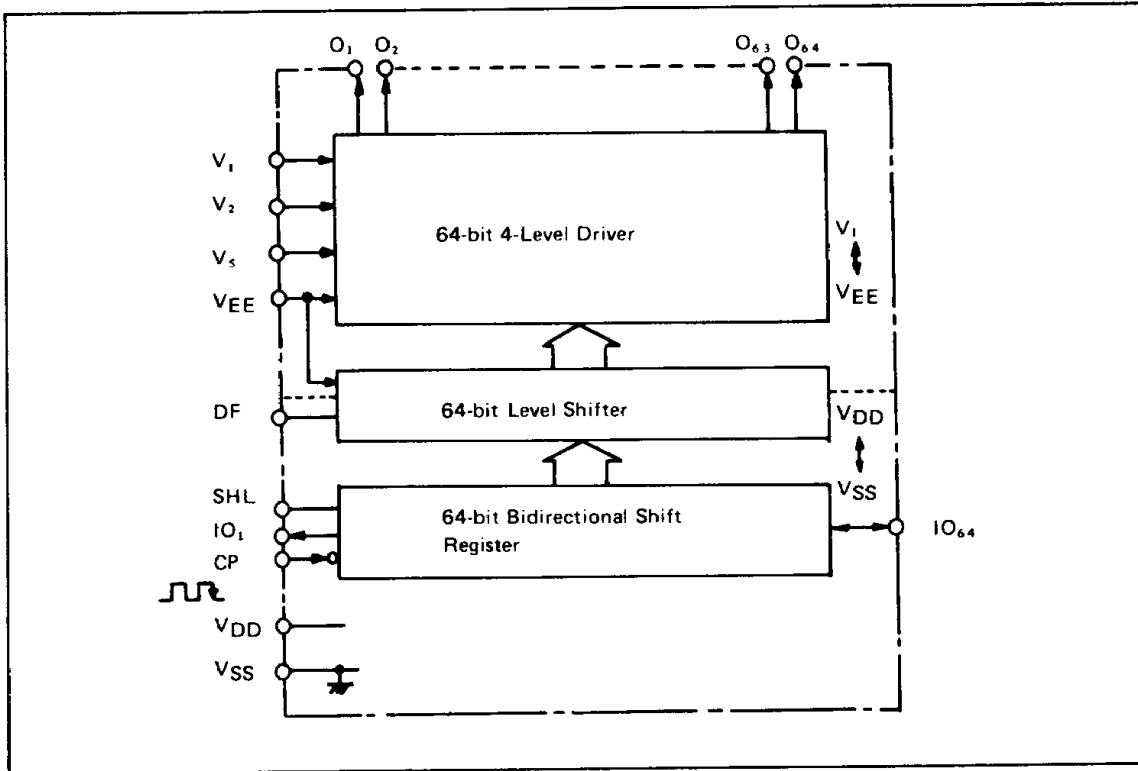 O₁ O₂ O₆₃ O₆₄
V₁
V₂
V₅
VEE
64-bit 4-Level Driver
V₁
VEE
DF
64-bit Level Shifter
VDD
VSS
SHL
IO₁
CP
64-bit Bidirectional Shift
Register
IO₆₄
VDD
VSS